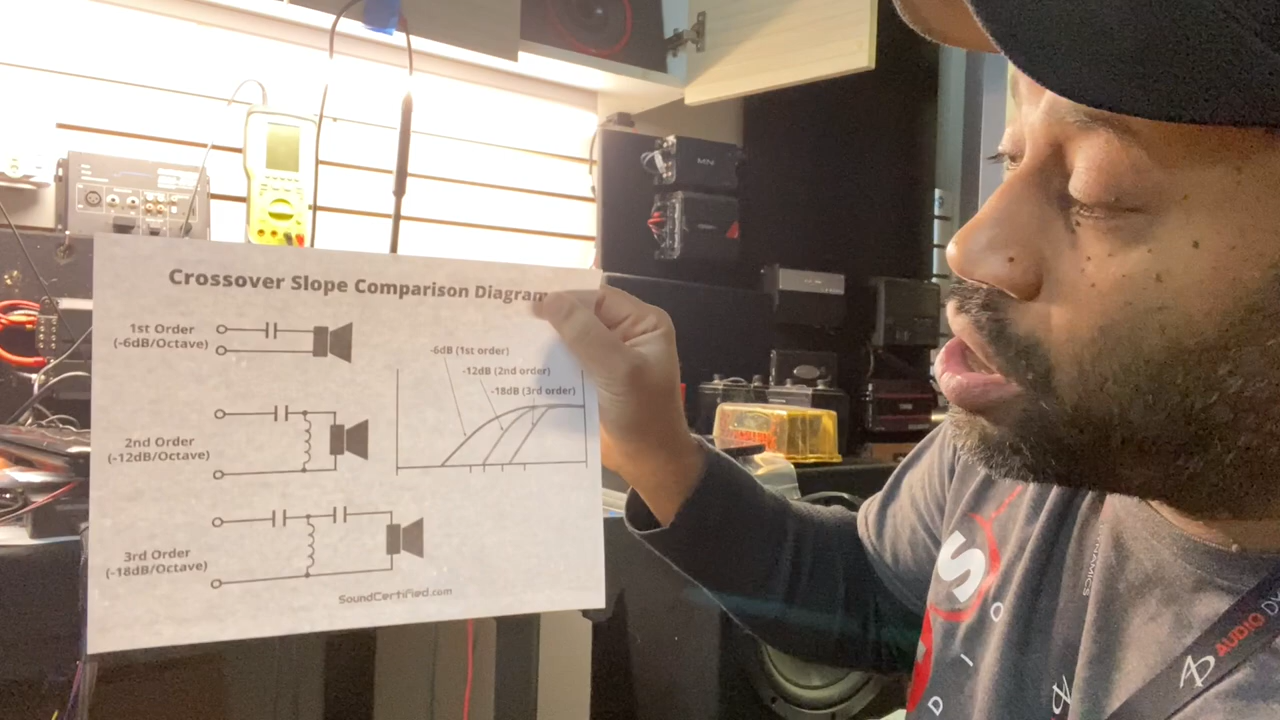 Crossover Slope Comparison Diagram
1st Order
(-6dB/Octave)
-6dB (1st order)
-12dB (2nd order)
-18dB (3rd order)
2nd Order
(-12dB/Octave)
3rd Order
(-18dB/Octave)
SoundCertified.com
S
D I O
AUDIO